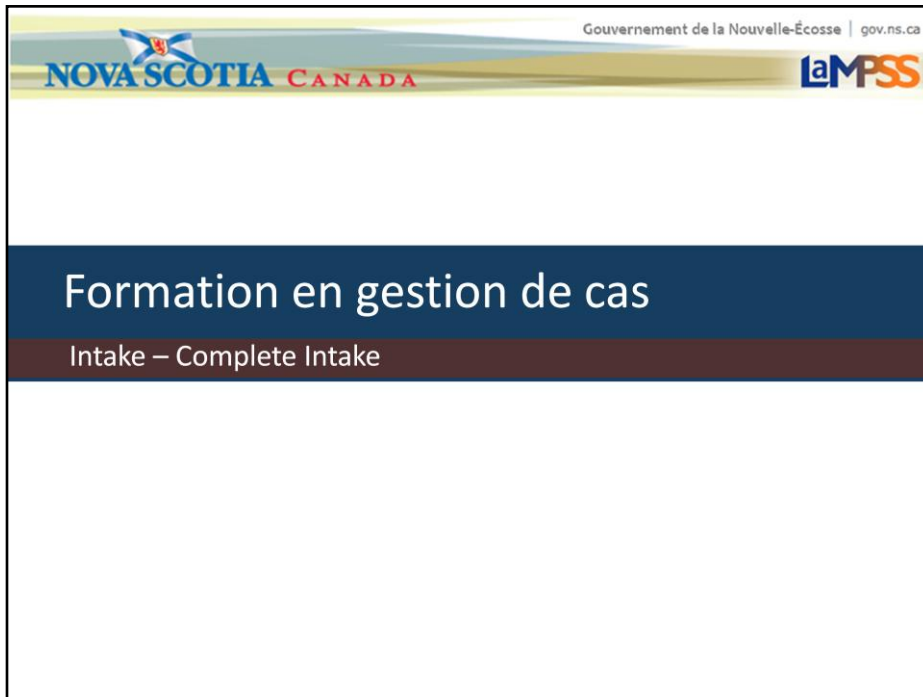 Gouvernement de la Nouvelle-Écosse | gov.ns.ca
NOVA SCOTIA CANADA
LaMPSS
Formation en gestion de cas
Intake – Complete Intake